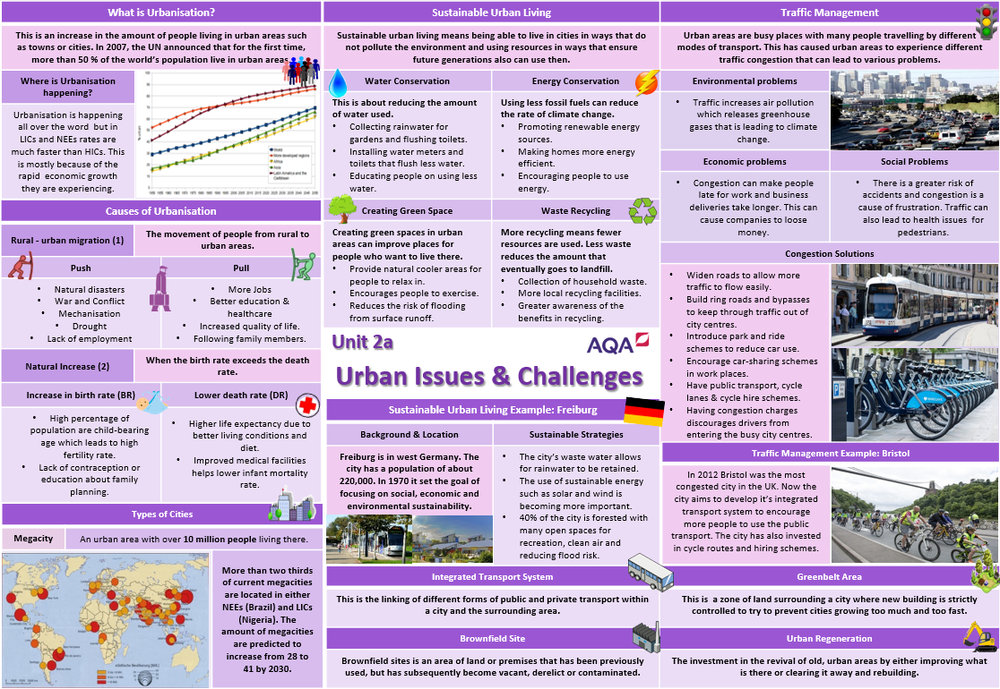 What is Urbanisation?
This is an increase in the amount of people living in urban areas such
as towns or cities. In 2007, the UN announced that for the first time,
more than 50 % of the world's population live in urban areas
Where is Urbanisation
happening?
Urbanisation is happening
all over the word but in
LICs and NEEs rates are
much faster than HICs. This
is mostly because of the
rapid economic growth
they are experiencing.
World
More developed regions
Africa
Asia
Latin America and the
Caribbean
Causes of Urbanisation
Rural - urban migration (1)
The movement of people from rural to
urban areas.
Push
• Natural disasters
• War and Conflict
• Mechanisation
• Drought
• Lack of employment
Pull
• More Jobs
• Better education &
healthcare
• Increased quality of life.
• Following family members.
Natural Increase (2)
When the birth rate exceeds the death
rate.
Increase in birth rate (BR)
• High percentage of
population are child-bearing
age which leads to high
fertility rate.
• Lack of contraception or
education about family
planning.
Lower death rate (DR)
• Higher life expectancy due to
better living conditions and
diet.
• Improved medical facilities
helps lower infant mortality
rate.
Types of Cities
Megacity
An urban area with over 10 million people living there.
More than two thirds
of current megacities
are located in either
NEEs (Brazil) and LICs
(Nigeria). The
amount of megacities
are predicted to
increase from 28 to
41 by 2030.
Sustainable Urban Living
Sustainable urban living means being able to live in cities in ways that do
not pollute the environment and using resources in ways that ensure
future generations also can use then.
Water Conservation
This is about reducing the amount
of water used.
• Collecting rainwater for
gardens and flushing toilets.
• Installing water meters and
toilets that flush less water.
• Educating people on using less
water.
Energy Conservation
Using less fossil fuels can reduce
the rate of climate change.
• Promoting renewable energy
sources.
• Making homes more energy
efficient.
• Encouraging people to use
energy.
Creating Green Space
Creating green spaces in urban
areas can improve places for
people who want to live there.
• Provide natural cooler areas for
people to relax in.
• Encourages people to exercise.
• Reduces the risk of flooding
from surface runoff.
Waste Recycling
More recycling means fewer
resources are used. Less waste
reduces the amount that
eventually goes to landfill.
• Collection of household waste.
• More local recycling facilities.
• Greater awareness of the
benefits in recycling.
Unit 2a
AQA
Urban Issues & Challenges
Sustainable Urban Living Example: Freiburg
Background & Location
Freiburg is in west Germany. The
city has a population of about
220,000. In 1970 it set the goal of
focusing on social, economic and
environmental sustainability.
Sustainable Strategies
• The city's waste water allows
for rainwater to be retained.
• The use of sustainable energy
such as solar and wind is
becoming more important.
• 40% of the city is forested with
many open spaces for
recreation, clean air and
reducing flood risk.
Integrated Transport System
This is the linking of different forms of public and private transport within
a city and the surrounding area.
Brownfield Site
Brownfield sites is an area of land or premises that has been previously
used, but has subsequently become vacant, derelict or contaminated.
Traffic Management
Urban areas are busy places with many people travelling by different
modes of transport. This has caused urban areas to experience different
traffic congestion that can lead to various problems.
Environmental problems
• Traffic increases air pollution
which releases greenhouse
gases that is leading to climate
change.
Economic problems
• Congestion can make people
late for work and business
deliveries take longer. This can
cause companies to loose
money.
Social Problems
• There is a greater risk of
accidents and congestion is a
cause of frustration. Traffic can
also lead to health issues for
pedestrians.
Congestion Solutions
• Widen roads to allow more
traffic to flow easily.
• Build ring roads and bypasses
to keep through traffic out of
city centres.
• Introduce park and ride
schemes to reduce car use.
• Encourage car-sharing schemes
in work places.
• Have public transport, cycle
lanes & cycle hire schemes.
• Having congestion charges
discourages drivers from
entering the busy city centres.
Traffic Management Example: Bristol
In 2012 Bristol was the most
congested city in the UK. Now the
city aims to develop it's integrated
transport system to encourage
more people to use the public
transport. The city has also invested
in cycle routes and hiring schemes.
Greenbelt Area
This is a zone of land surrounding a city where new building is strictly
controlled to try to prevent cities growing too much and too fast.
Urban Regeneration
The investment in the revival of old, urban areas by either improving what
is there or clearing it away and rebuilding.